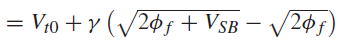 = V_{t0} + γ (√(2ϕ_f + V_{SB}) − √(2ϕ_f))